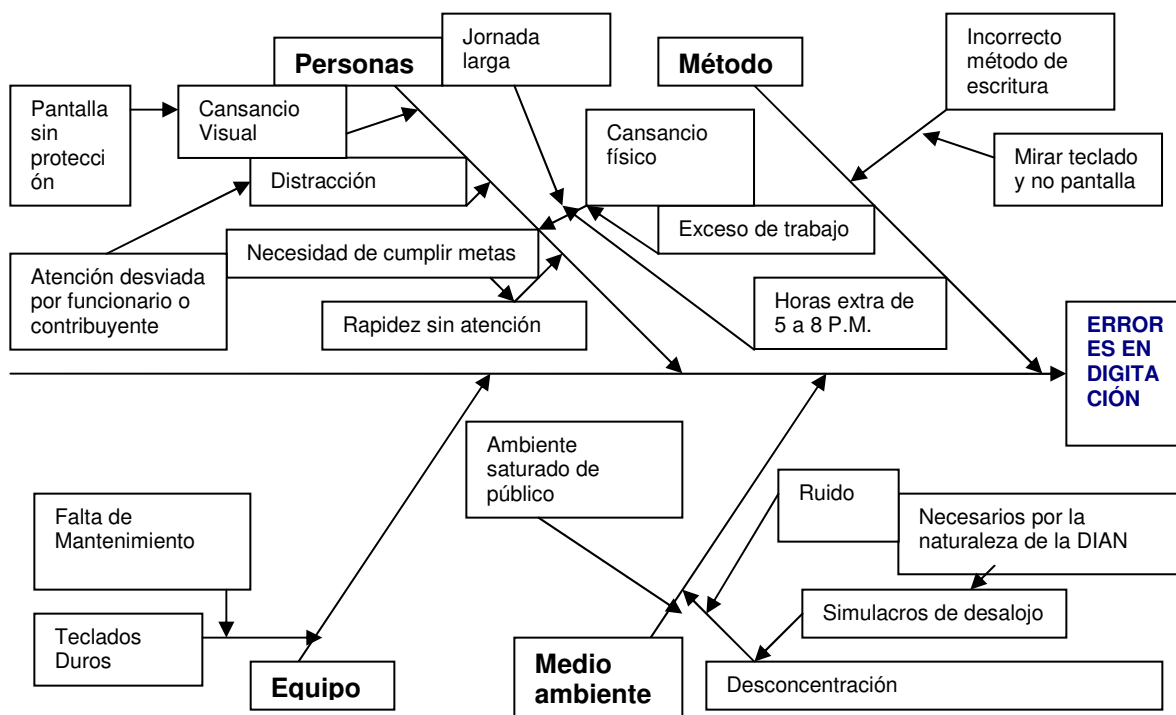 Personas
Jornada
larga
Método
Incorrecto
método de
escritura
Pantalla
sin
protecci
ón
Cansancio
Visual
Cansancio
físico
Mirar teclado
y no pantalla
Distracción
Exceso de trabajo
Necesidad de cumplir metas
Atención desviada
por funcionario o
contribuyente
Rapidez sin atención
Horas extra de
5 a 8 P.M.
ERROR
ES EN
DIGITA
CIÓN
Ambiente
saturado de
público
Ruido
Necesarios por la
naturaleza de la DIAN
Falta de
Mantenimiento
Simulacros de desalojo
Teclados
Duros
Equipo
Medio
ambiente
Desconcentración